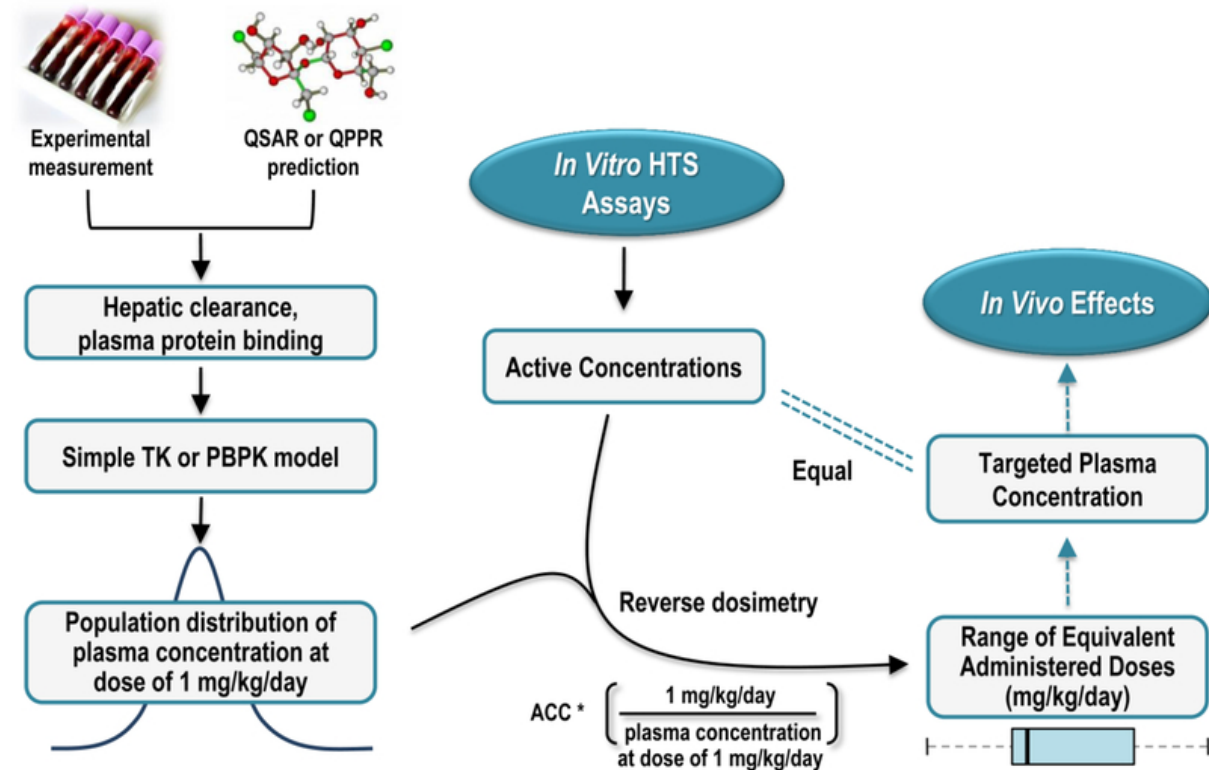 Experimental
measurement
QSAR or QPPR
prediction
Hepatic clearance,
plasma protein binding
Simple TK or PBPK model
Population distribution of
plasma concentration at
dose of 1 mg/kg/day
In Vitro HTS
Assays
Active Concentrations
Equal
Reverse dosimetry
ACC *
1 mg/kg/day
plasma concentration
at dose of 1 mg/kg/day
In Vivo Effects
Targeted Plasma
Concentration
Range of Equivalent
Administered Doses
(mg/kg/day)